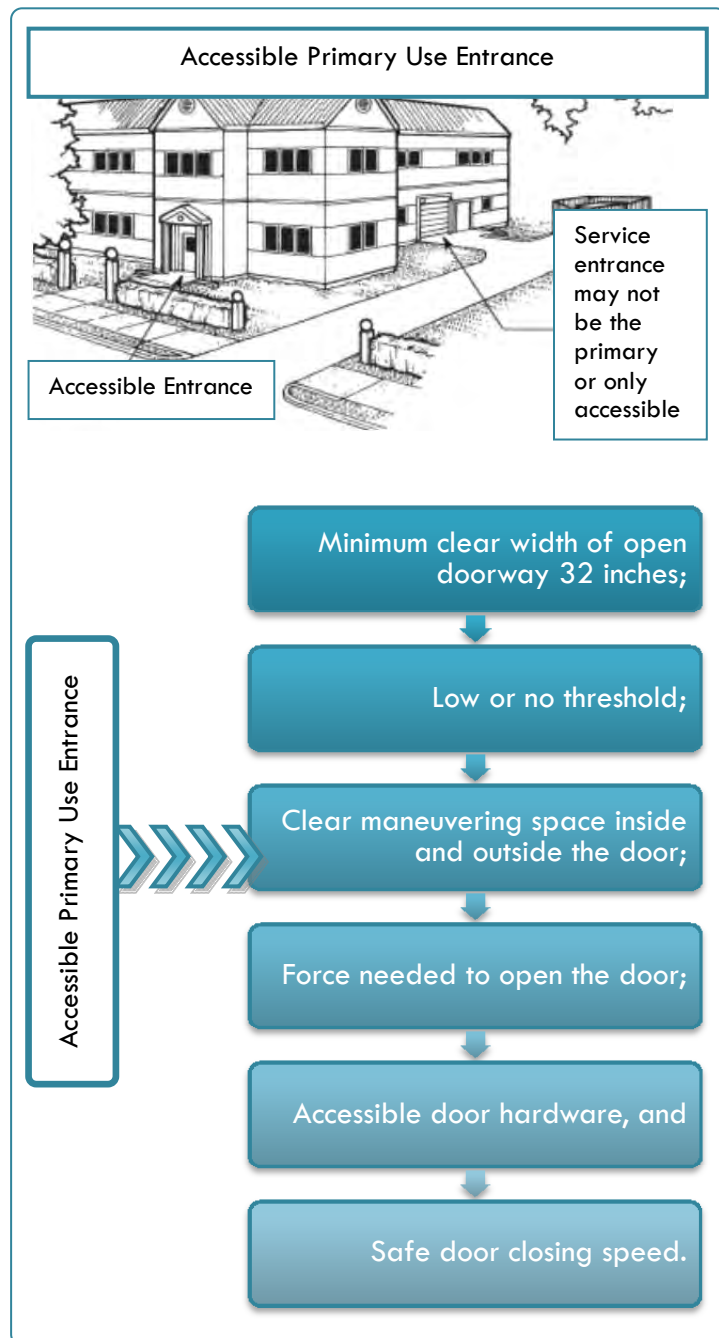 Accessible Primary Use Entrance
Service
entrance
may not
be the
primary
or only
accessible
Accessible Entrance
Accessible Primary Use Entrance
Minimum clear width of open
doorway 32 inches;
Low or no threshold;
Clear maneuvering space inside
and outside the door;
Force needed to open the door;
Accessible door hardware, and
Safe door closing speed.